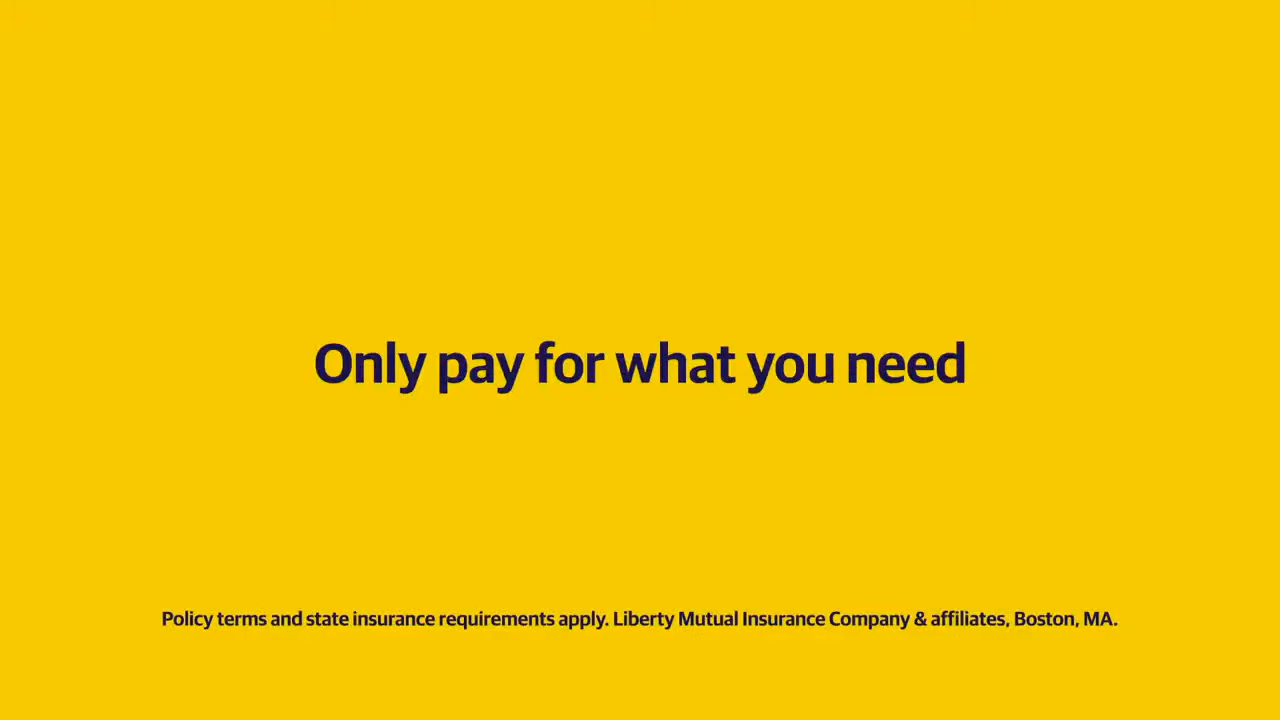 Only pay for what you need
Policy terms and state insurance requirements apply. Liberty Mutual Insurance Company & affiliates, Boston, MA.